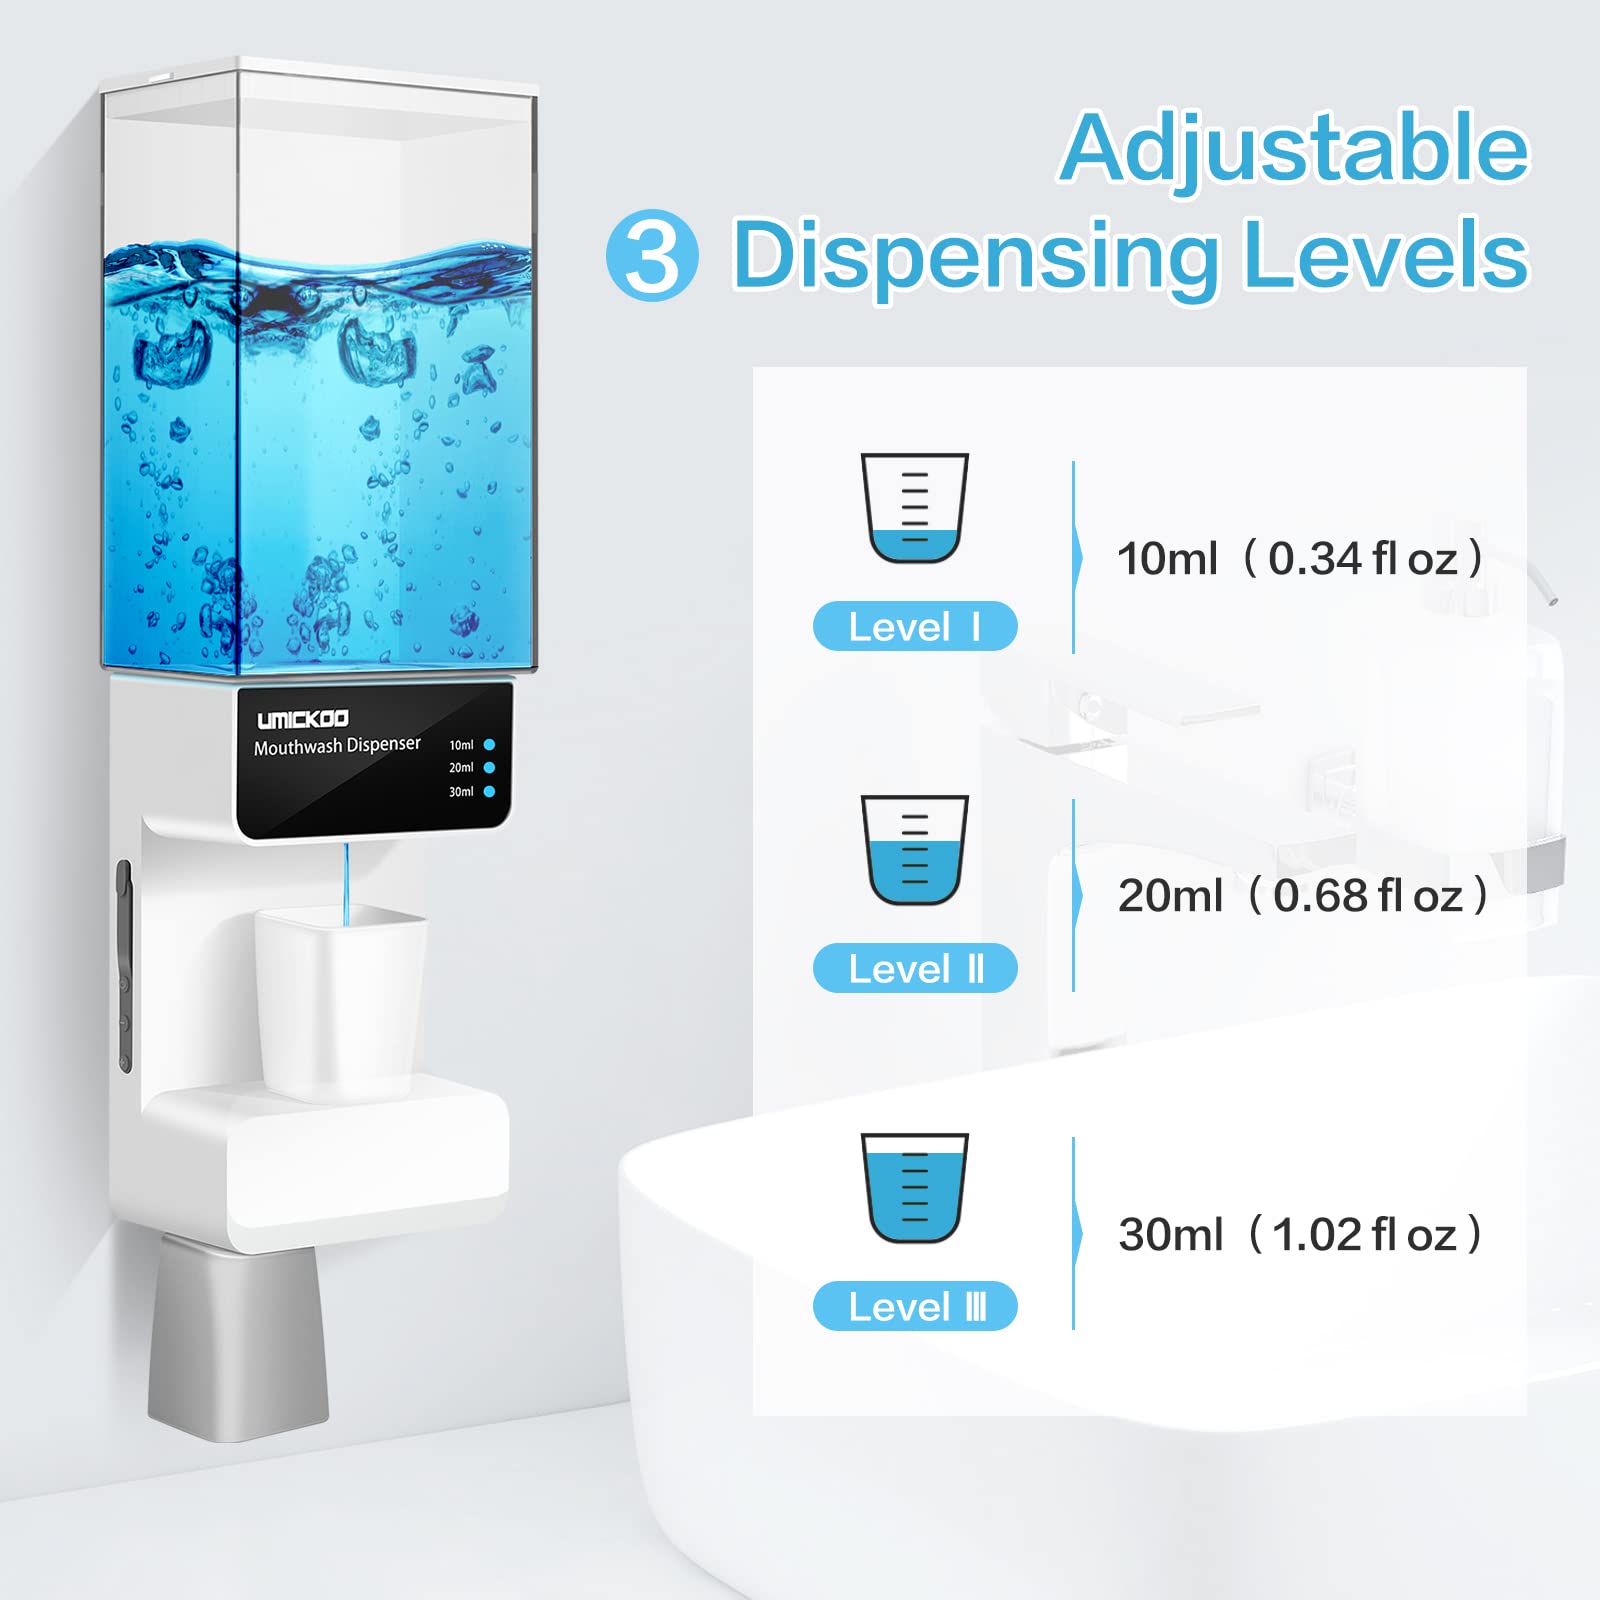 Adjustable
3 Dispensing Levels
UMICKOO
Mouthwash Dispenser
10ml
20ml
30ml
10ml ( 0.34 fl oz )
Level Ⅰ
20ml ( 0.68 fl oz )
Level Ⅱ
30ml ( 1.02 fl oz )
Level Ⅲ